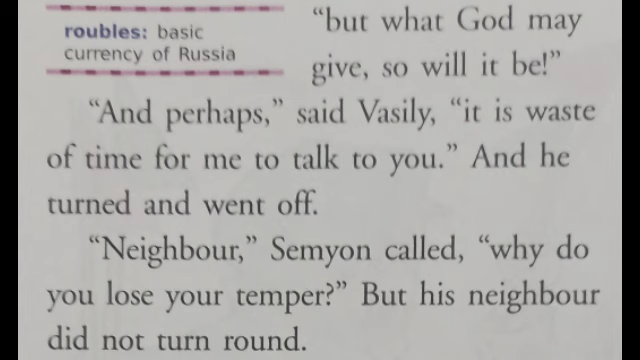 roubles: basic
currency of Russia
“but what God may
give, so will it be!”
“And perhaps,” said Vasily, “it is waste
of time for me to talk to you.” And he
turned and went off.
“Neighbour,” Semyon called, “why do
you lose your temper?” But his neighbour
did not turn round.